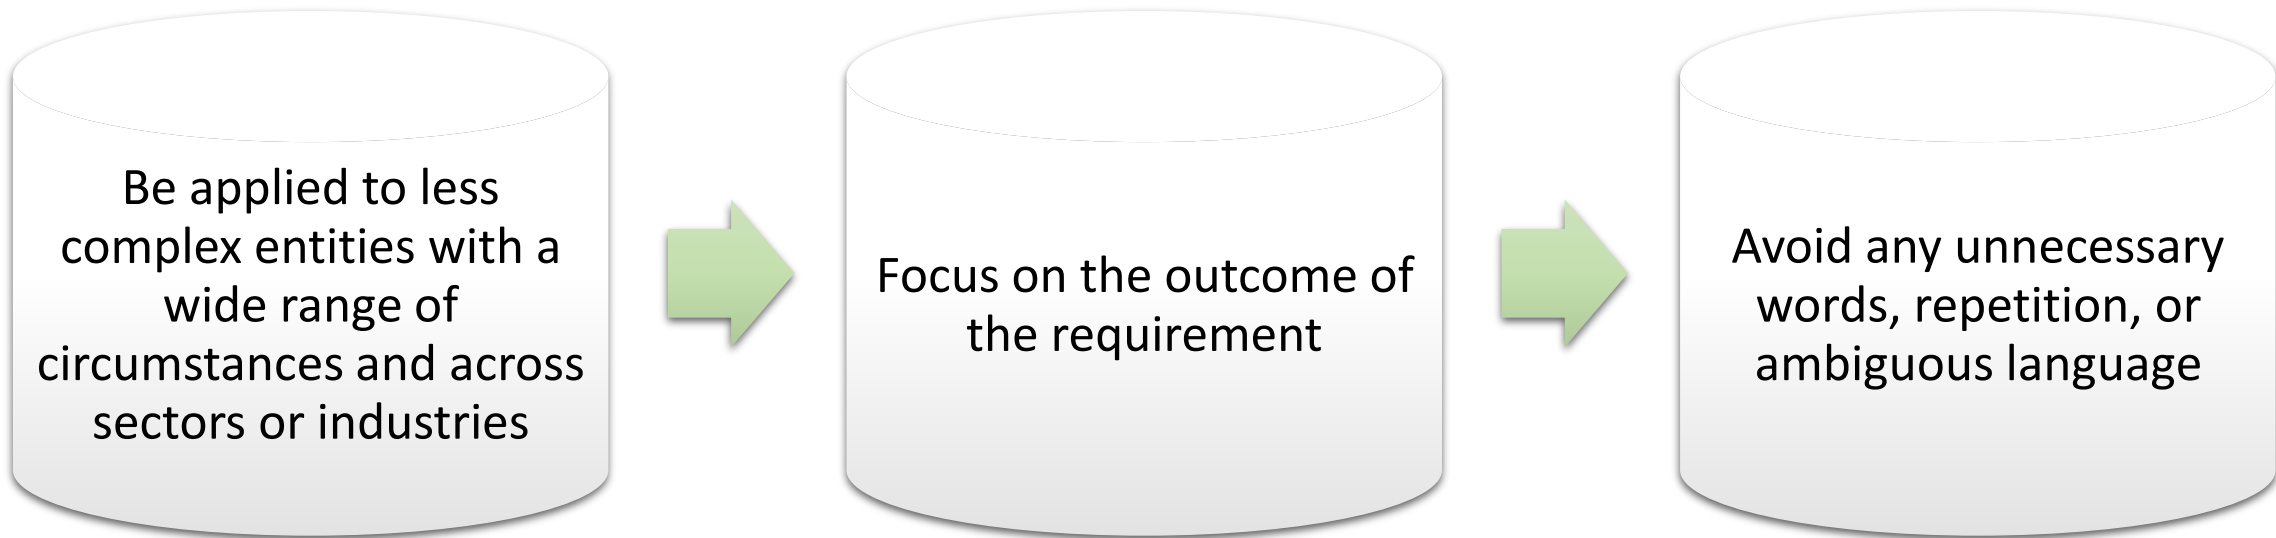 Be applied to less
complex entities with a
wide range of
circumstances and across
sectors or industries
Focus on the outcome of
the requirement
Avoid any unnecessary
words, repetition, or
ambiguous language